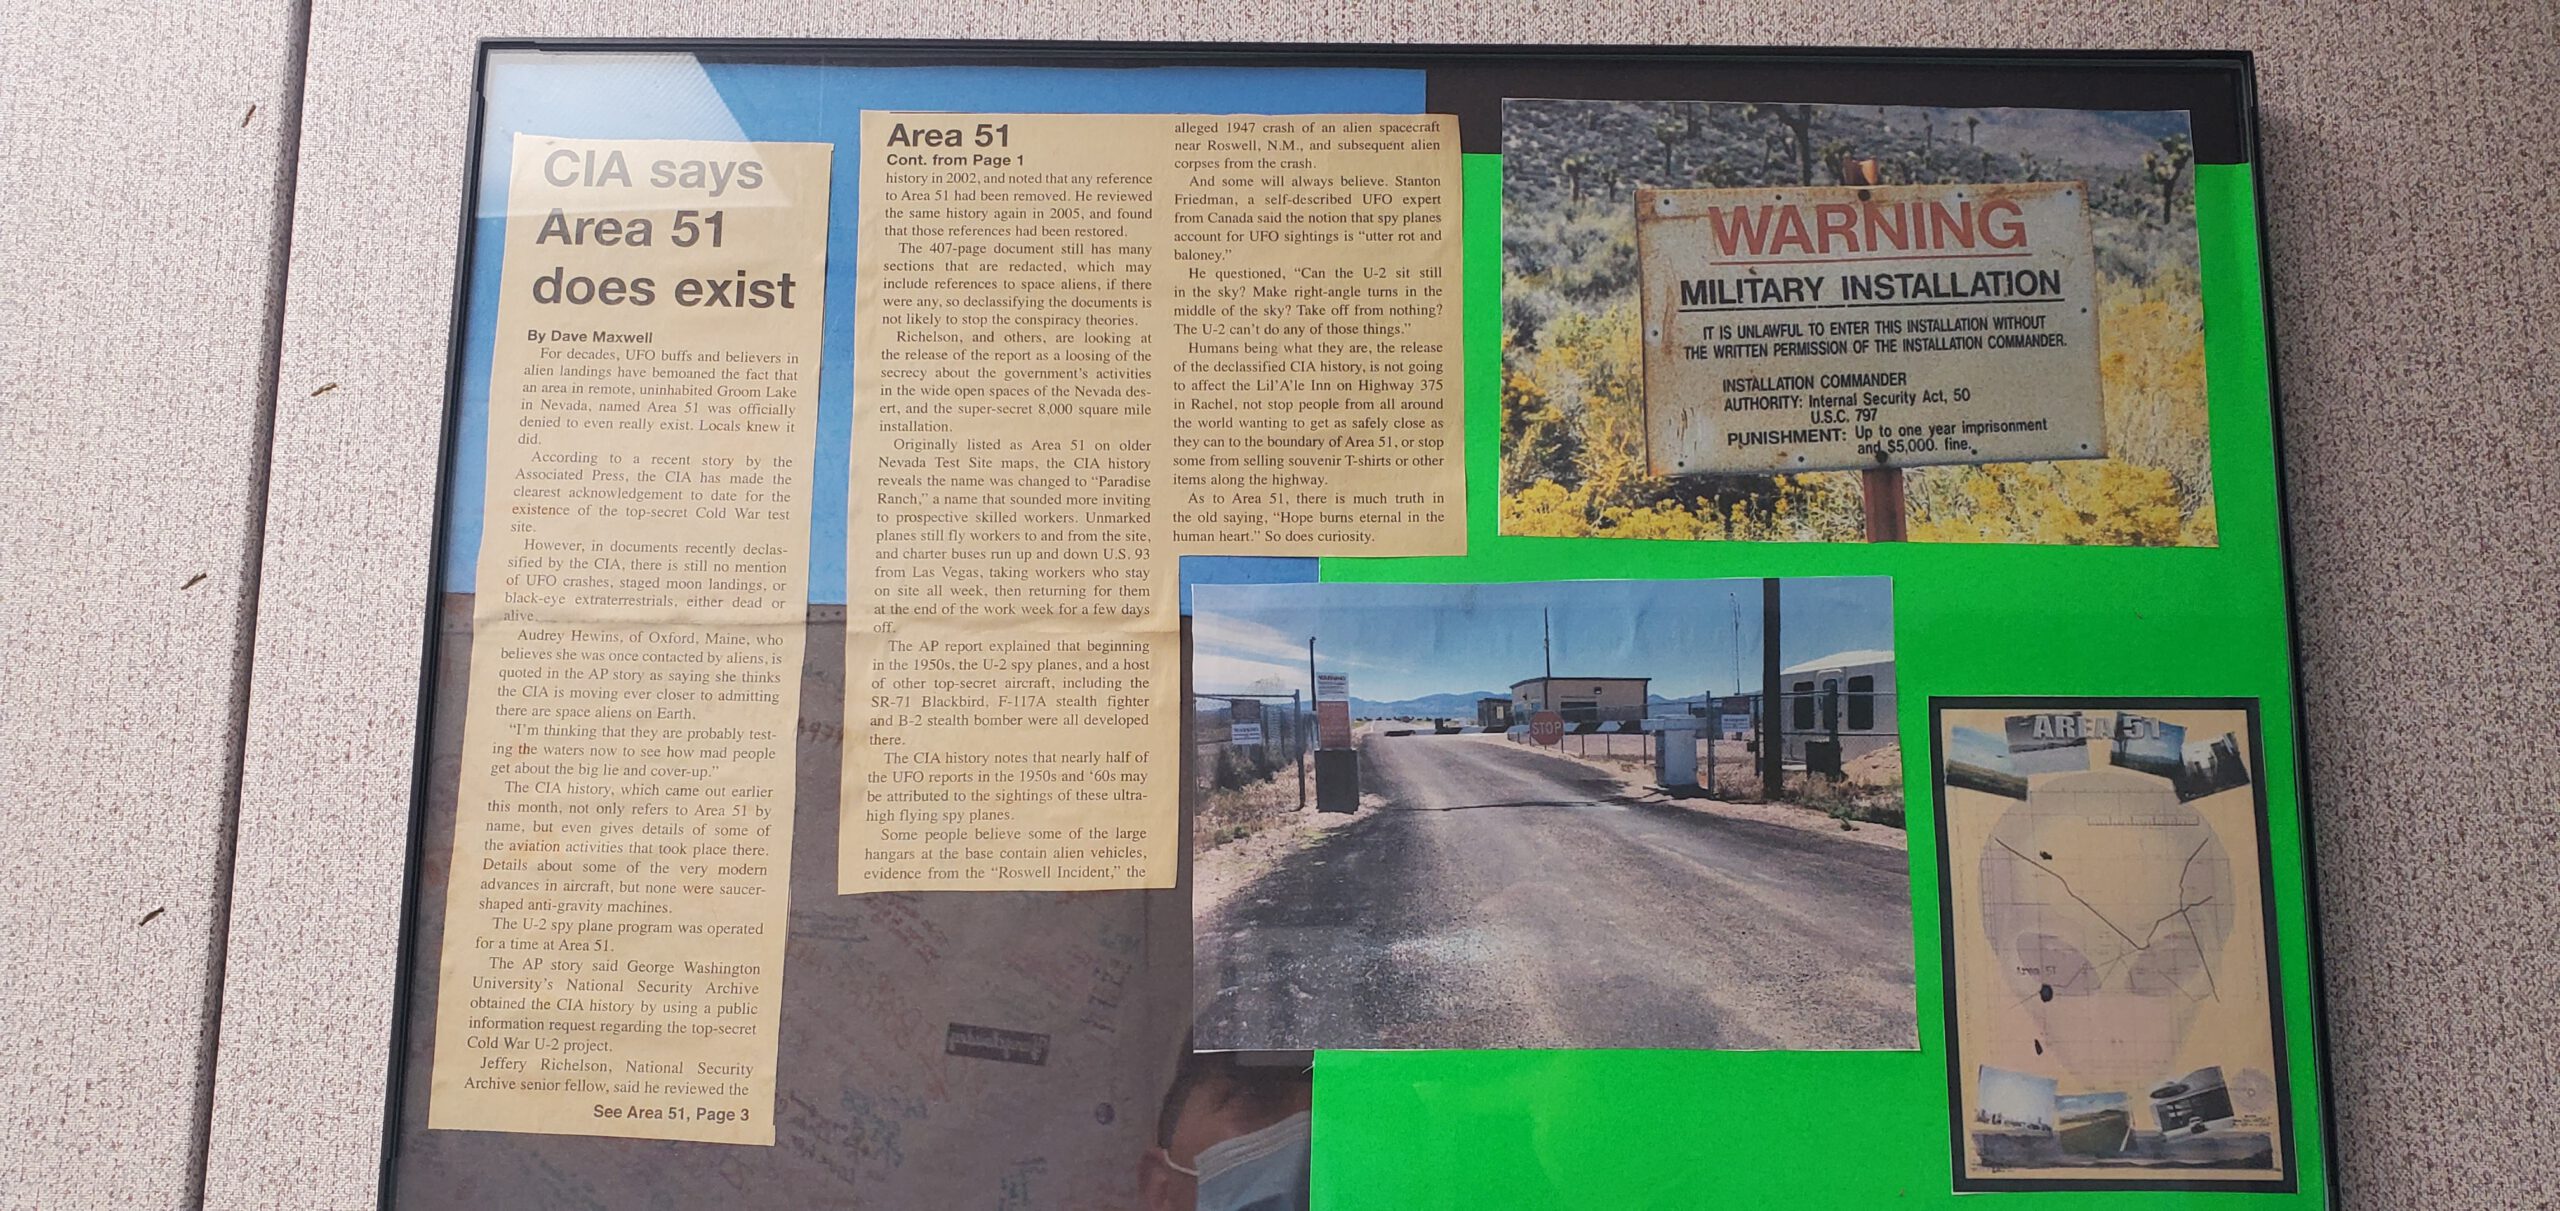 CIA says
Area 51
does exist
By Dave Maxwell
For decades, UFO buffs and believers in
alien landings have bemoaned the fact that
an area in remote, uninhabited Groom Lake
in Nevada, named Area 51 was officially
denied to even really exist. Locals knew it
did.
According to a recent story by the
Associated Press, the CIA has made the
clearest acknowledgement to date for the
existence of the top-secret Cold War test
site.
However, in documents recently declas-
sified by the CIA, there is still no mention
of UFO crashes, staged moon landings, or
black-eye extraterrestrials, either dead or
alive.
Audrey Hewins, of Oxford, Maine, who
believes she was once contacted by aliens, is
quoted in the AP story as saying she thinks
the CIA is moving ever closer to admitting
there are space aliens on Earth.
"I'm thinking that they are probably test-
ing the waters now to see how mad people
get about the big lie and cover-up."
The CIA history, which came out earlier
this month, not only refers to Area 51 by
name, but even gives details of some of
the aviation activities that took place there.
Details about some of the very modern
advances in aircraft, but none were saucer-
shaped anti-gravity machines.
The U-2 spy plane program was operated
for a time at Area 51.
The AP story said George Washington
University's National Security Archive
obtained the CIA history by using a public
information request regarding the top-secret
Cold War U-2 project.
Jeffery Richelson, National Security
Archive senior fellow, said he reviewed the
See Area 51, Page 3
Area 51
Cont. from Page 1
history in 2002, and noted that any reference
to Area 51 had been removed. He reviewed
the same history again in 2005, and found
that those references had been restored.
The 407-page document still has many
sections that are redacted, which may
include references to space aliens, if there
were any, so declassifying the documents is
not likely to stop the conspiracy theories.
Richelson, and others, are looking at
the release of the report as a loosing of the
secrecy about the government's activities
in the wide open spaces of the Nevada des-
ert, and the super-secret 8,000 square mile
installation.
Originally listed as Area 51 on older
Nevada Test Site maps, the CIA history
reveals the name was changed to "Paradise
Ranch," a name that sounded more inviting
to prospective skilled workers. Unmarked
planes still fly workers to and from the site,
and charter buses run up and down U.S. 93
from Las Vegas, taking workers who stay
on site all week, then returning for them
at the end of the work week for a few days
off.
The AP report explained that beginning
in the 1950s, the U-2 spy planes, and a host
of other top-secret aircraft, including the
SR-71 Blackbird, F-117A stealth fighter
and B-2 stealth bomber were all developed
there.
The CIA history notes that nearly half of
the UFO reports in the 1950s and '60s may
be attributed to the sightings of these ultra-
high flying spy planes.
Some people believe some of the large
hangars at the base contain alien vehicles,
evidence from the "Roswell Incident," the
alleged 1947 crash of an alien spacecraft
near Roswell, N.M., and subsequent alien
corpses from the crash.
And some will always believe. Stanton
Friedman, a self-described UFO expert
from Canada said the notion that spy planes
account for UFO sightings is "utter rot and
baloney."
He questioned, "Can the U-2 sit still
in the sky? Make right-angle turns in the
middle of the sky? Take off from nothing?
The U-2 can't do any of those things."
Humans being what they are, the release
of the declassified CIA history, is not going
to affect the Lil'A'le Inn on Highway 375
in Rachel, not stop people from all around
the world wanting to get as safely close as
they can to the boundary of Area 51, or stop
some from selling souvenir T-shirts or other
items along the highway.
As to Area 51, there is much truth in
the old saying, "Hope burns eternal in the
human heart." So does curiosity.
WARNING
MILITARY INSTALLATION
IT IS UNLAWFUL TO ENTER THIS INSTALLATION WITHOUT
THE WRITTEN PERMISSION OF THE INSTALLATION COMMANDER.
INSTALLATION COMMANDER
AUTHORITY: Internal Security Act, 50
U.S.C. 797
PUNISHMENT: Up to one year imprisonment
and $5,000. fine.
WARNING
STOP
AREA 51
Area 51